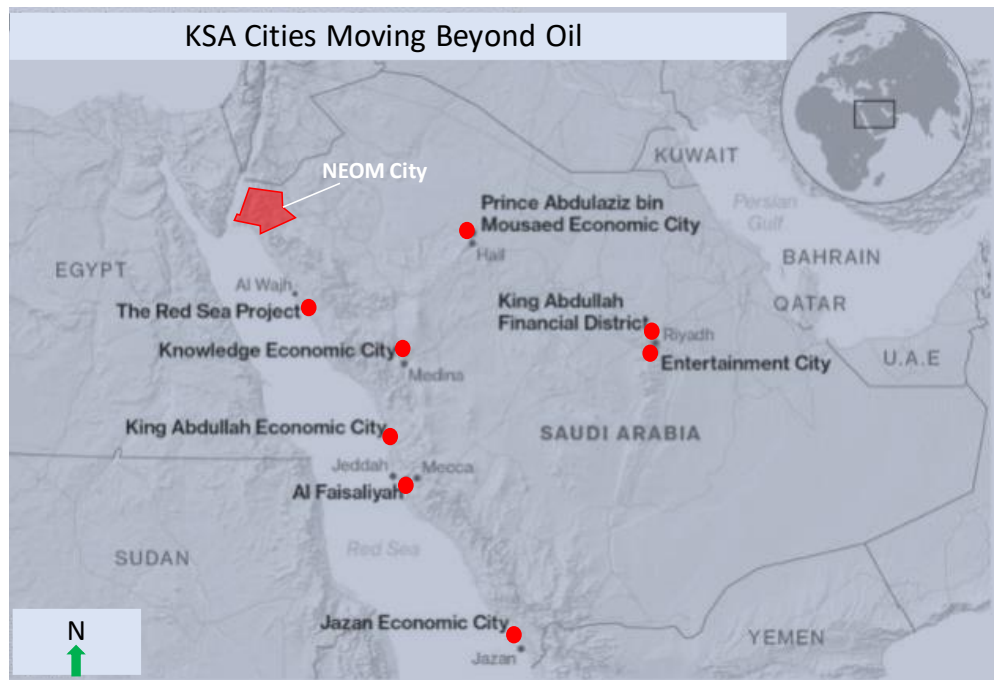 KSA Cities Moving Beyond Oil
KUWAIT
NEOM City
Persian
Gulf
Prince Abdulaziz bin
Mousaed Economic City
Hail
BAHRAIN
EGYPT
Al Wajh
QATAR
The Red Sea Project
King Abdullah
Financial District
Riyadh
Knowledge Economic City
Medina
Entertainment City
U.A.E
King Abdullah Economic City
SAUDI ARABIA
Jeddah
Mecca
Al Faisaliyah
Red Sea
SUDAN
Jazan Economic City
Jazan
YEMEN
N